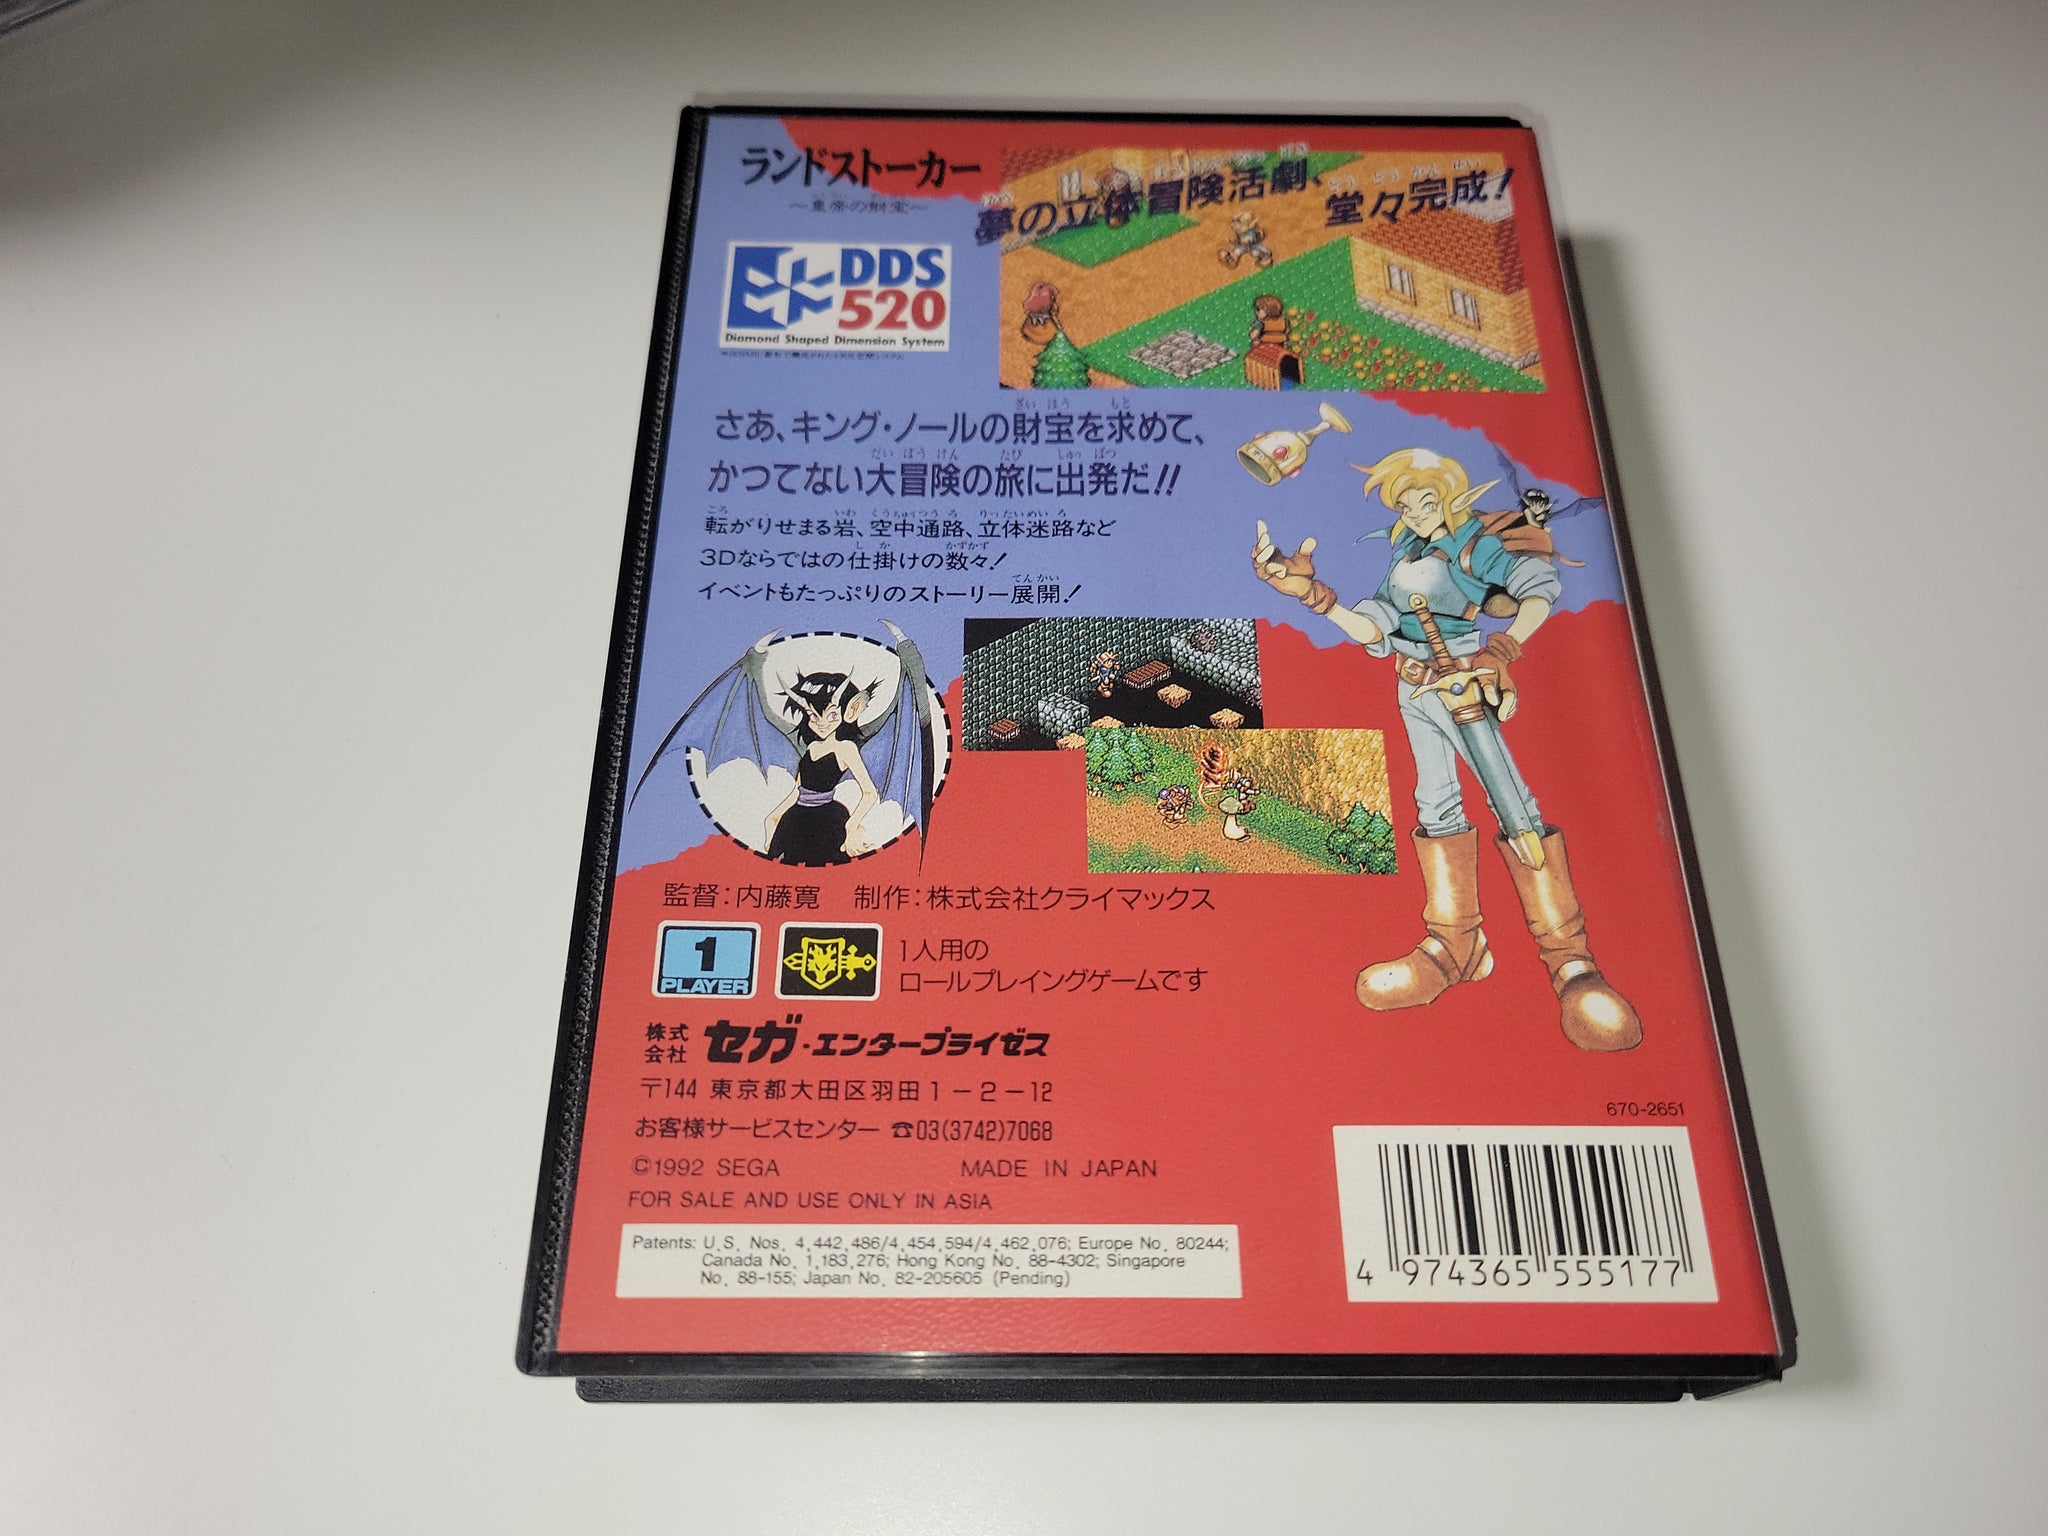 ランドストーカー
～皇帝の財宝～
夢の立体冒険活劇、堂々完成！
DDS
520
Diamond Shaped Dimension System
さあ、キング・ノールの財宝を求めて、
かつてない大冒険の旅に出発だ!!
転がりせまる岩、空中通路、立体迷路など
3Dならではの仕掛けの数々！
イベントもたっぷりのストーリー展開！
監督：内藤寛　制作：株式会社クライマックス
1
PLAYER
1人用の
ロールプレイングゲームです
株式会社 セガ・エンタープライゼス
〒144 東京都大田区羽田1－2－12
お客様サービスセンター ☎03(3742)7068
©1992 SEGA MADE IN JAPAN
FOR SALE AND USE ONLY IN ASIA
Patents: U.S. Nos. 4,442,486/4,454,594/4,462,076; Europe No. 80244;
Canada No. 1,183,276; Hong Kong No. 88-4302; Singapore
No. 88-155; Japan No. 82-205605 (Pending)
670-2651
4 974365 555177